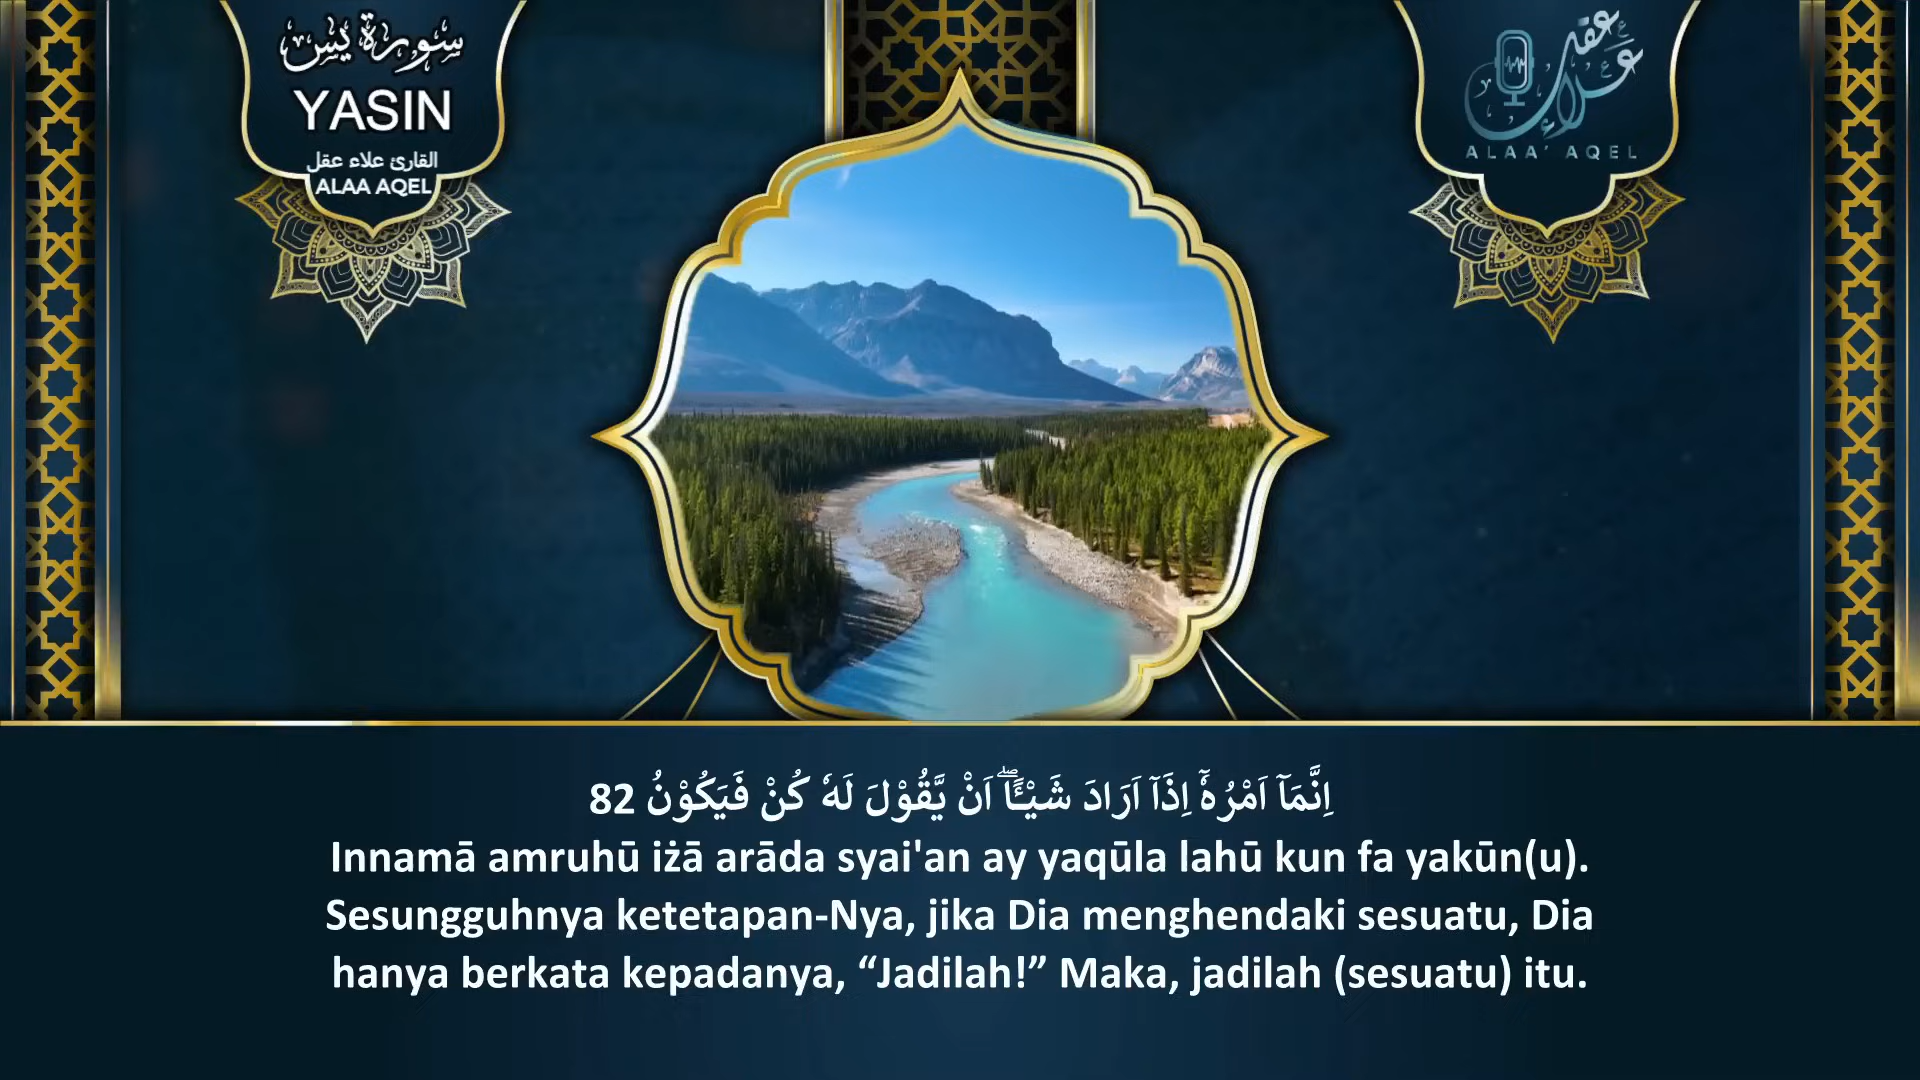 سورة يس
YASIN
القارئ علاء عقل
ALAA AQEL
علاء عقل
ALAA' AQEL
اِنَّمَآ اَمْرُهٗٓ اِذَآ اَرَادَ شَيْـًٔاۖ اَنْ يَّقُوْلَ لَهٗ كُنْ فَيَكُوْنُ 82
Innamā amruhū iżā arāda syai'an ay yaqūla lahū kun fa yakūn(u).
Sesungguhnya ketetapan-Nya, jika Dia menghendaki sesuatu, Dia
hanya berkata kepadanya, “Jadilah!” Maka, jadilah (sesuatu) itu.